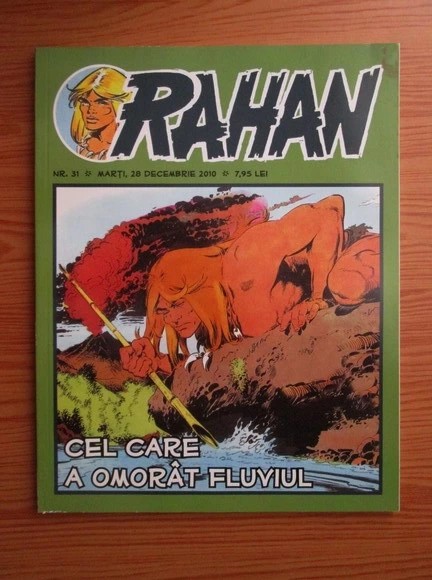 RAHAN
NR. 31 ✲ MARȚI, 28 DECEMBRIE 2010 ✲ 7,95 LEI
CEL CARE
A OMORÂT FLUVIUL